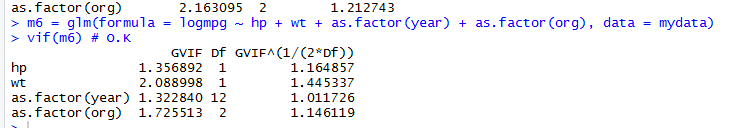 as.factor(org)      2.163095  2        1.212743
> m6 = glm(formula = logmpg ~ hp + wt + as.factor(year) + as.factor(org), data = mydata)
> vif(m6) # O.K
                    GVIF Df GVIF^(1/(2*Df))
hp              1.356892  1        1.164857
wt              2.088998  1        1.445337
as.factor(year) 1.322840 12        1.011726
as.factor(org)  1.725513  2        1.146119
>